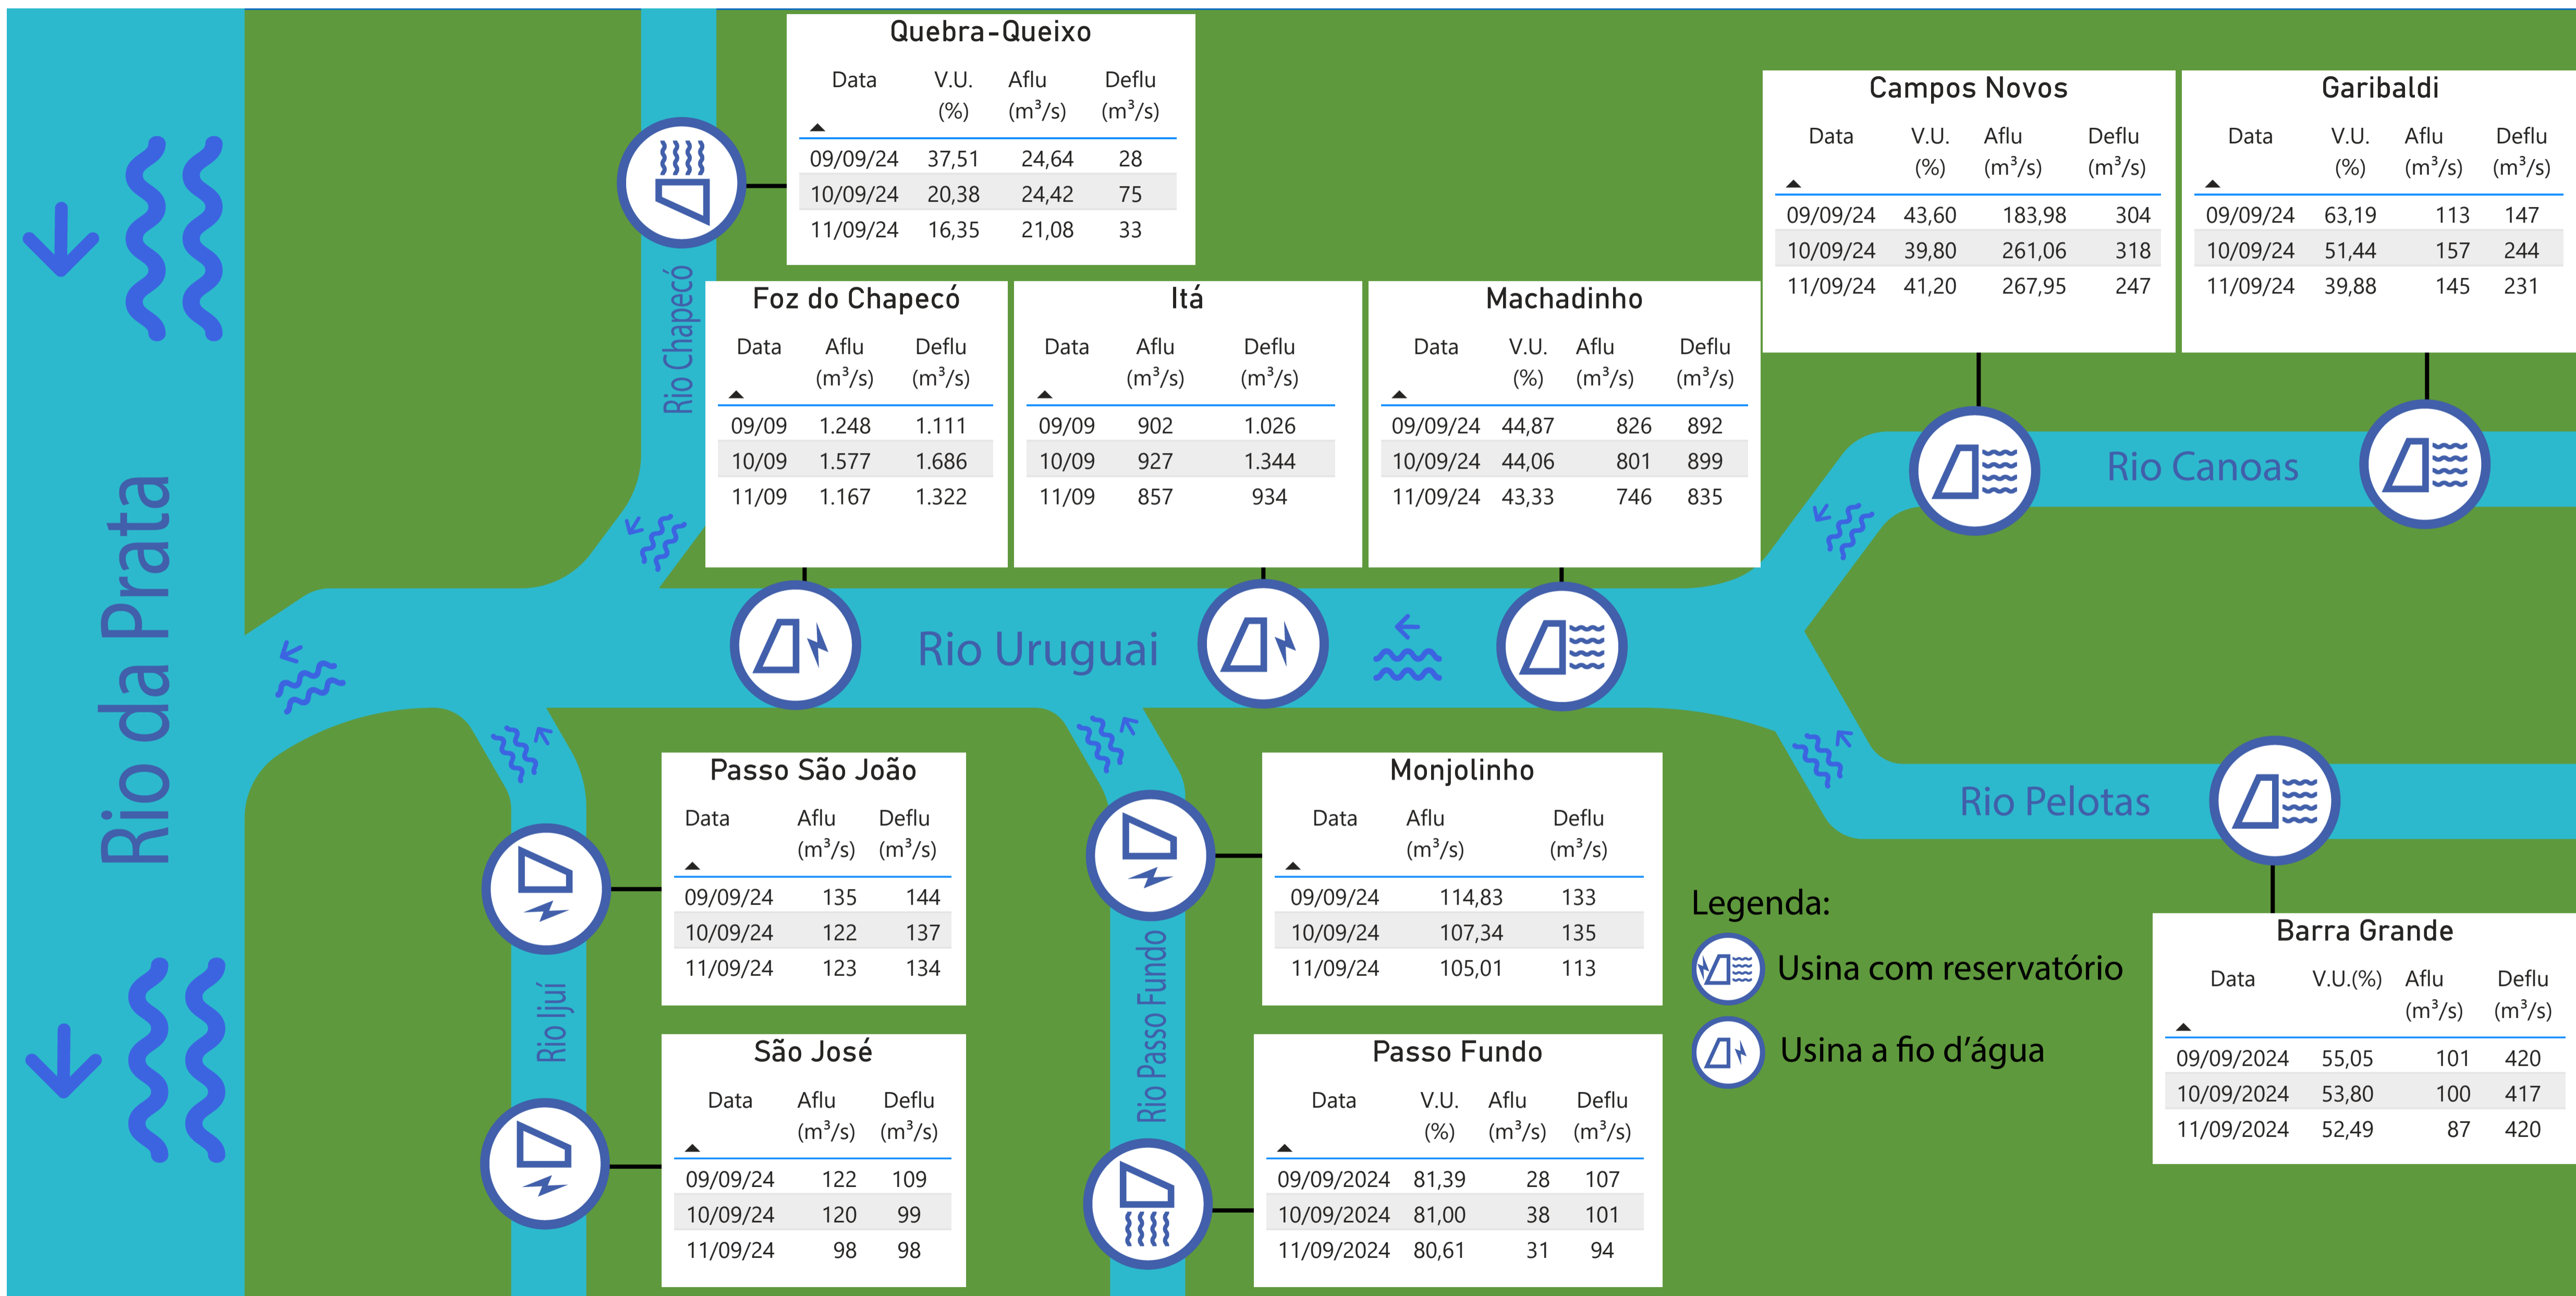 Quebra-Queixo
Data V.U. (%) Aflu (m³/s) Deflu (m³/s)
09/09/24 37,51 24,64 28
10/09/24 20,38 24,42 75
11/09/24 16,35 21,08 33
Campos Novos
Data V.U. (%) Aflu (m³/s) Deflu (m³/s)
09/09/24 43,60 183,98 304
10/09/24 39,80 261,06 318
11/09/24 41,20 267,95 247
Garibaldi
Data V.U. (%) Aflu (m³/s) Deflu (m³/s)
09/09/24 63,19 113 147
10/09/24 51,44 157 244
11/09/24 39,88 145 231
Rio Chapecó
Foz do Chapecó
Data Aflu (m³/s) Deflu (m³/s)
09/09 1.248 1.111
10/09 1.577 1.686
11/09 1.167 1.322
Itá
Data Aflu (m³/s) Deflu (m³/s)
09/09 902 1.026
10/09 927 1.344
11/09 857 934
Machadinho
Data V.U. (%) Aflu (m³/s) Deflu (m³/s)
09/09/24 44,87 826 892
10/09/24 44,06 801 899
11/09/24 43,33 746 835
Rio Canoas
Rio da Prata
Rio Uruguai
Rio Pelotas
Passo São João
Data Aflu (m³/s) Deflu (m³/s)
09/09/24 135 144
10/09/24 122 137
11/09/24 123 134
Monjolinho
Data Aflu (m³/s) Deflu (m³/s)
09/09/24 114,83 133
10/09/24 107,34 135
11/09/24 105,01 113
Rio Ijuí
Rio Passo Fundo
Legenda:
Usina com reservatório
Usina a fio d'água
Barra Grande
Data V.U.(%) Aflu (m³/s) Deflu (m³/s)
09/09/2024 55,05 101 420
10/09/2024 53,80 100 417
11/09/2024 52,49 87 420
São José
Data Aflu (m³/s) Deflu (m³/s)
09/09/24 122 109
10/09/24 120 99
11/09/24 98 98
Passo Fundo
Data V.U. (%) Aflu (m³/s) Deflu (m³/s)
09/09/2024 81,39 28 107
10/09/2024 81,00 38 101
11/09/2024 80,61 31 94